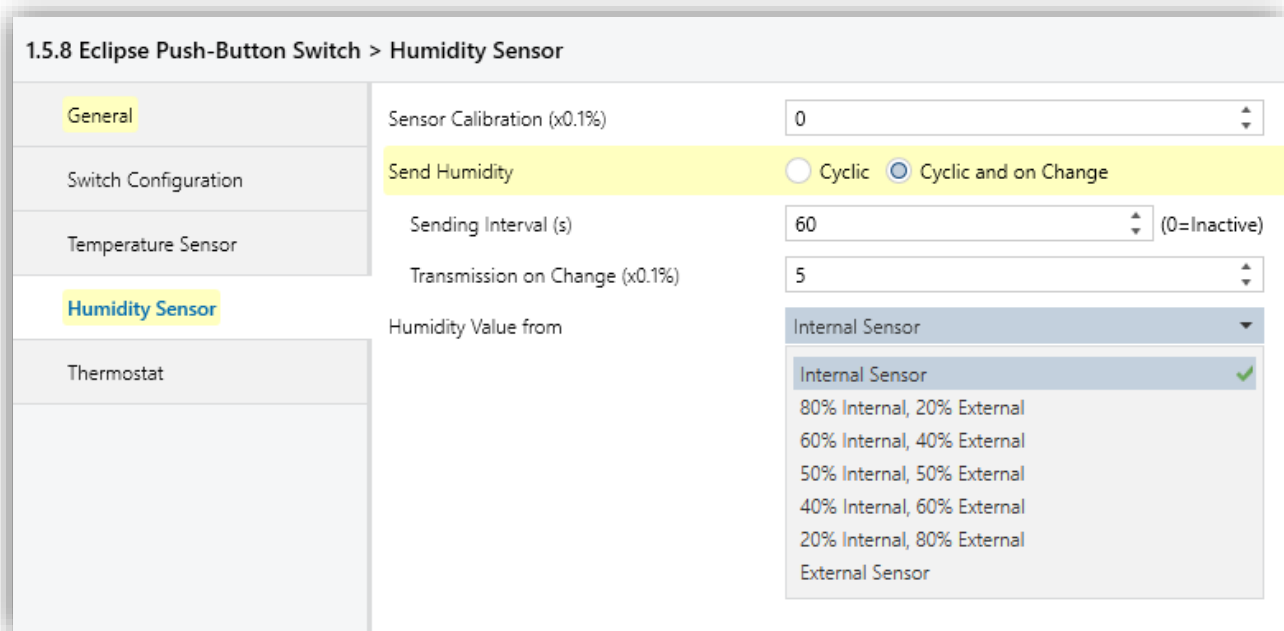 1.5.8 Eclipse Push-Button Switch > Humidity Sensor
General
Switch Configuration
Temperature Sensor
Humidity Sensor
Thermostat
Sensor Calibration (x0.1%) 0
Send Humidity Cyclic Cyclic and on Change
Sending Interval (s) 60 (0=Inactive)
Transmission on Change (x0.1%) 5
Humidity Value from Internal Sensor
Internal Sensor
80% Internal, 20% External
60% Internal, 40% External
50% Internal, 50% External
40% Internal, 60% External
20% Internal, 80% External
External Sensor